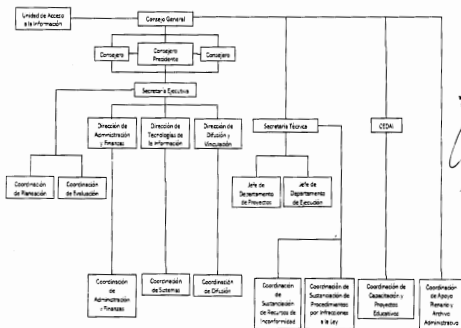 Unidad de Acceso
a la Información
Consejo General
Consejero
Consejero
Presidente
Consejero
Secretaría Ejecutiva
Dirección de
Administración
y Finanzas
Dirección de
Tecnologías de
la Información
Dirección de
Difusión y
Vinculación
Secretaría Técnica
CEDAI
Coordinación
de Planeación
Coordinación
de Evaluación
Jefe de
Departamento
de Proyectos
Jefe de
Departamento
de Ejecución
Coordinación
de
Administración
y Finanzas
Coordinación
de Sistemas
Coordinación
de Difusión
Coordinación
de
Sustanciación
de Recursos de
Inconformidad
Coordinación de
Sustanciación de
Procedimientos
por Infracciones
a la Ley
Coordinación
de Capacitación y
Proyectos
Educativos
Coordinación
de Apoyo
Plenario y
Archivo
Administrativo